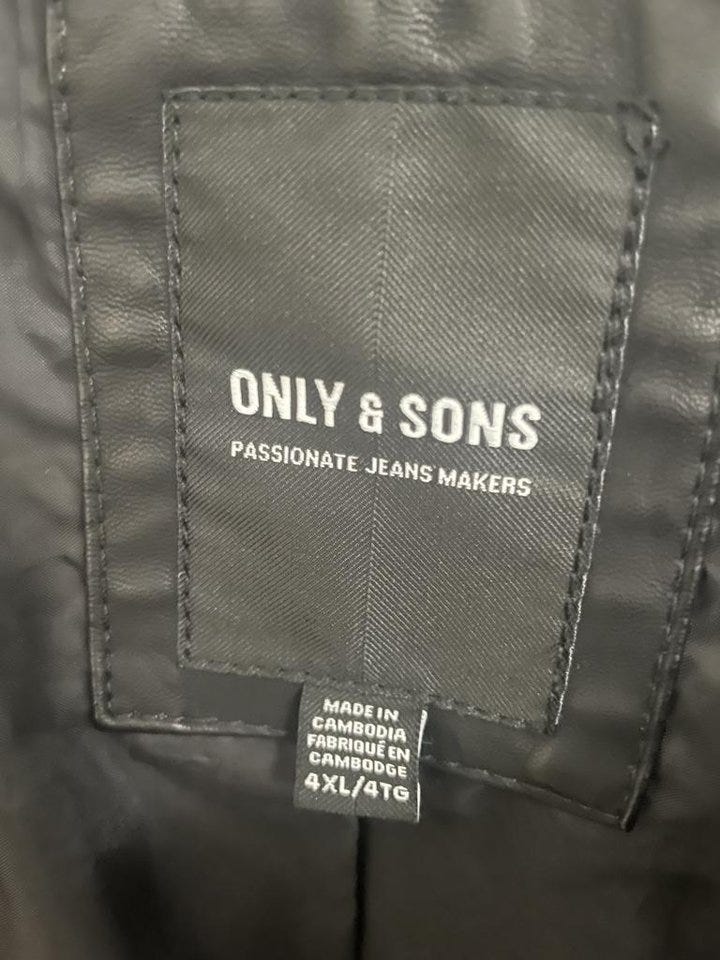 ONLY & SONS
PASSIONATE JEANS MAKERS
MADE IN
CAMBODIA
FABRIQUÉ EN
CAMBODGE
4XL/4TG